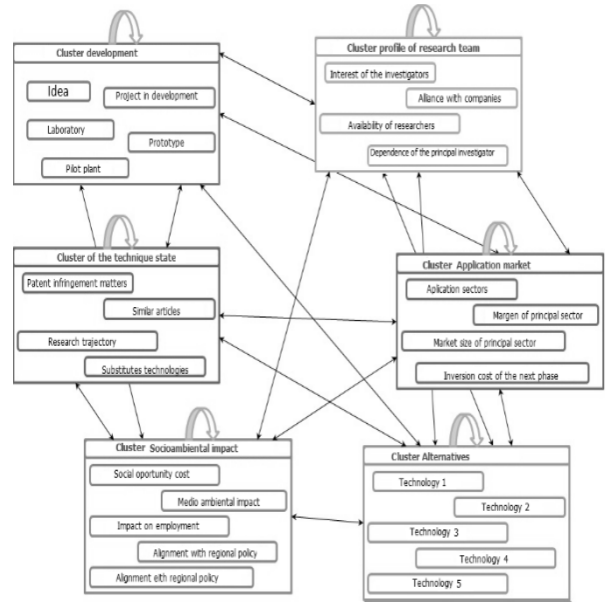 Cluster development
Idea
Project in development
Laboratory
Prototype
Pilot plant
Cluster profile of research team
Interest of the investigators
Alliance with companies
Availability of researchers
Dependence of the principal investigator
Cluster of the technique state
Patent infringement matters
Similar articles
Research trajectory
Substitutes technologies
Cluster Application market
Aplication sectors
Margen of principal sector
Market size of principal sector
Inversion cost of the next phase
Cluster Socioambiental impact
Social oportunity cost
Medio ambiental impact
Impact on employment
Alignment with regional policy
Alignment eith regional policy
Cluster Alternatives
Technology 1
Technology 2
Technology 3
Technology 4
Technology 5